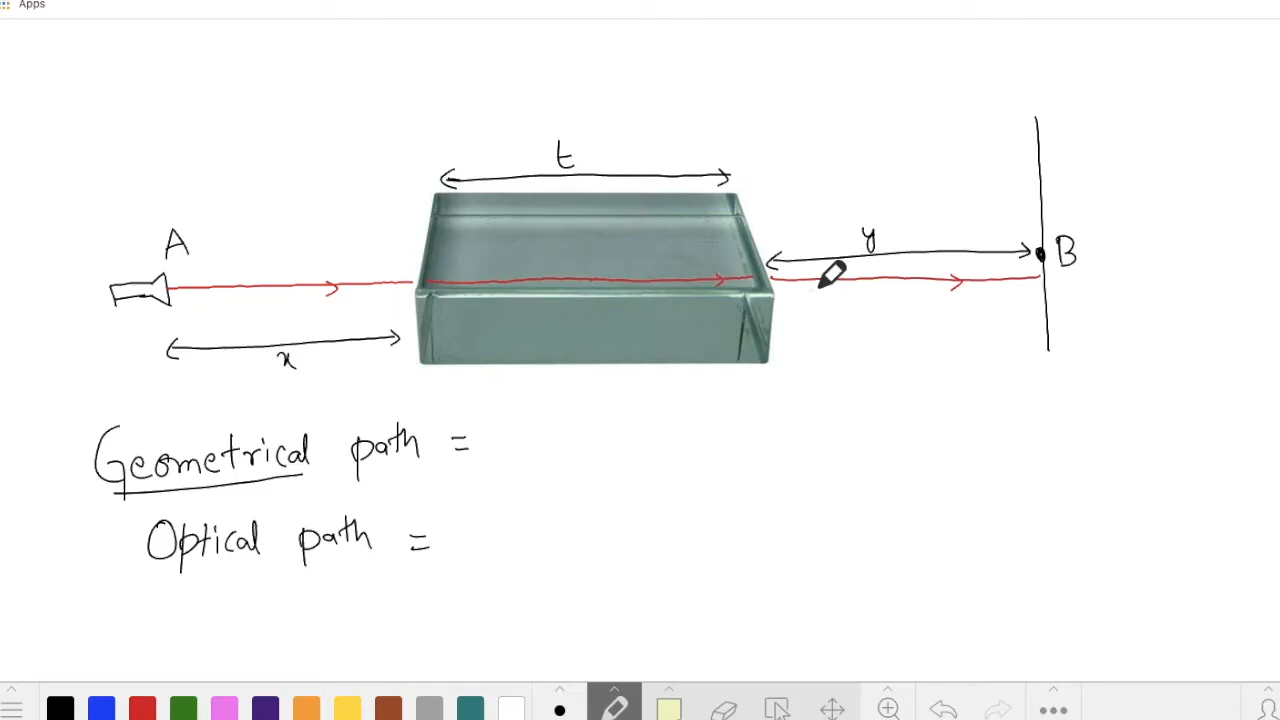 Apps
t
A
y
B
x
Geometrical path =
Optical path =